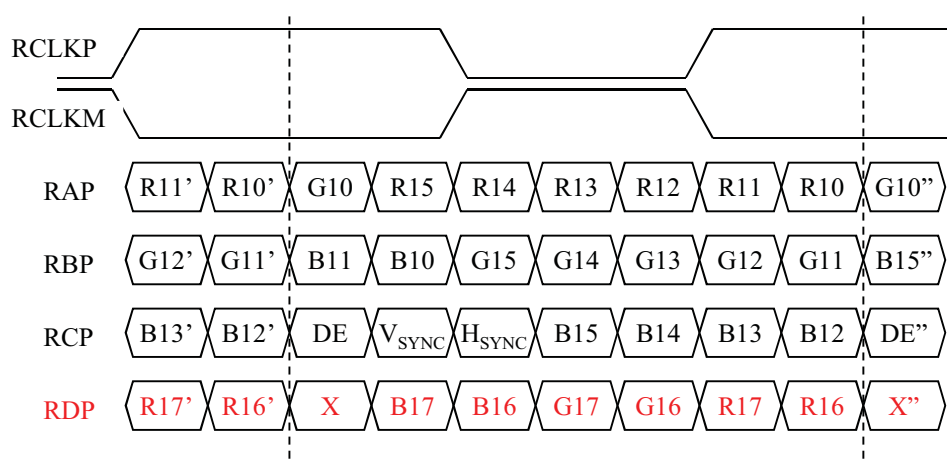 RCLKP
RCLKM
RAP R11’ R10’ G10 R15 R14 R13 R12 R11 R10 G10”
RBP G12’ G11’ B11 B10 G15 G14 G13 G12 G11 B15”
RCP B13’ B12’ DE VSYNC HSYNC B15 B14 B13 B12 DE”
RDP R17’ R16’ X B17 B16 G17 G16 R17 R16 X”